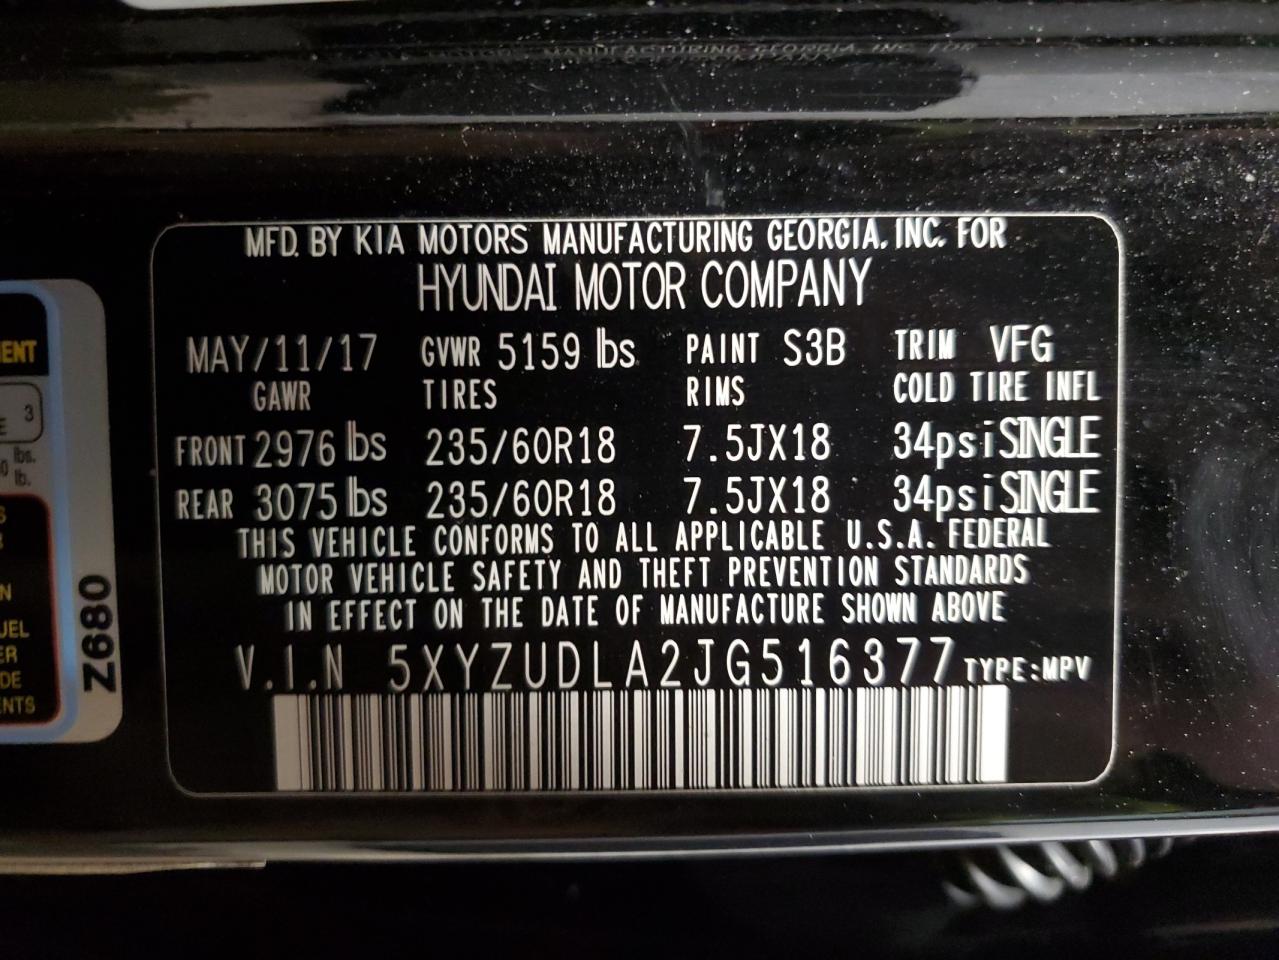 MFD. BY KIA MOTORS MANUFACTURING GEORGIA, INC. FOR
HYUNDAI MOTOR COMPANY
MAY/11/17 GVWR 5159 lbs PAINT S3B TRIM VFG
GAWR TIRES RIMS COLD TIRE INFL
FRONT 2976 lbs 235/60R18 7.5JX18 34psi SINGLE
REAR 3075 lbs 235/60R18 7.5JX18 34psi SINGLE
THIS VEHICLE CONFORMS TO ALL APPLICABLE U.S.A. FEDERAL
MOTOR VEHICLE SAFETY AND THEFT PREVENTION STANDARDS
IN EFFECT ON THE DATE OF MANUFACTURE SHOWN ABOVE
V.I.N 5XYZUDLA2JG516377 TYPE:MPV
Z680
3
lbs.
lb.